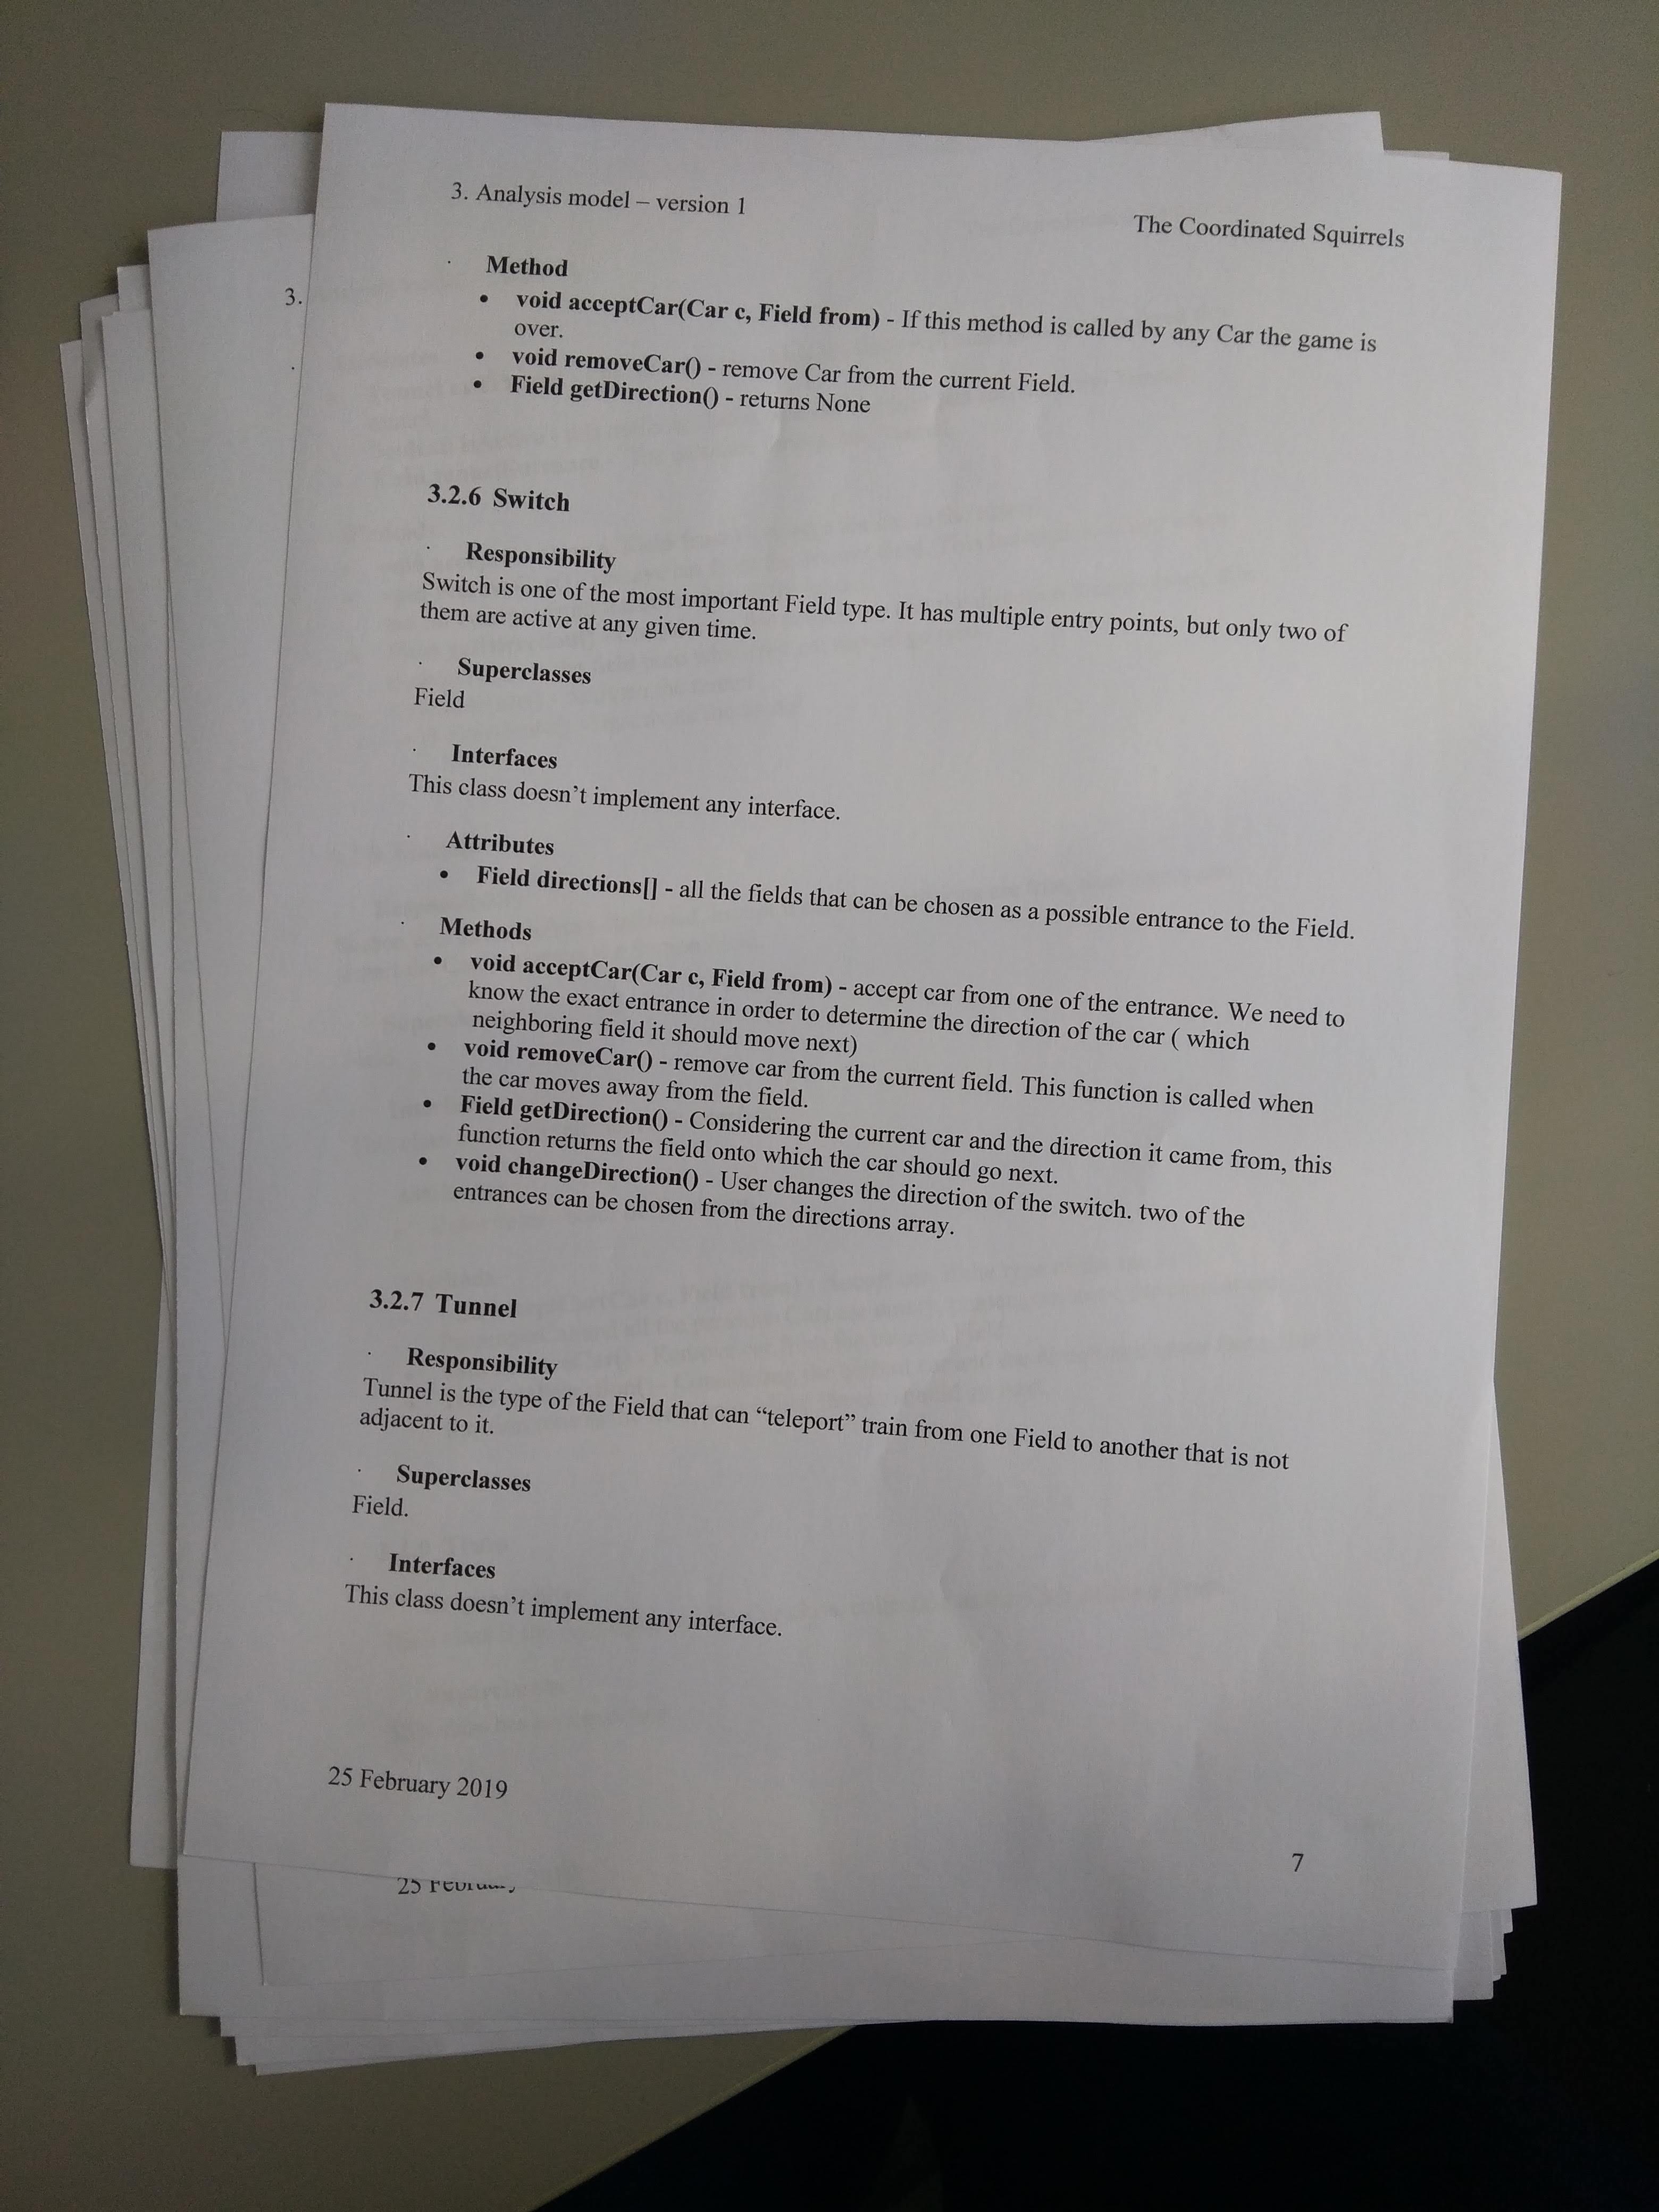 3. Analysis model – version 1
The Coordinated Squirrels
Method
• void acceptCar(Car c, Field from) - If this method is called by any Car the game is
over.
• void removeCar() - remove Car from the current Field.
• Field getDirection() - returns None
3.2.6 Switch
Responsibility
Switch is one of the most important Field type. It has multiple entry points, but only two of
them are active at any given time.
Superclasses
Field
Interfaces
This class doesn’t implement any interface.
Attributes
• Field directions[] - all the fields that can be chosen as a possible entrance to the Field.
Methods
• void acceptCar(Car c, Field from) - accept car from one of the entrance. We need to
know the exact entrance in order to determine the direction of the car ( which
neighboring field it should move next)
• void removeCar() - remove car from the current field. This function is called when
the car moves away from the field.
• Field getDirection() - Considering the current car and the direction it came from, this
function returns the field onto which the car should go next.
• void changeDirection() - User changes the direction of the switch. two of the
entrances can be chosen from the directions array.
3.2.7 Tunnel
Responsibility
Tunnel is the type of the Field that can “teleport” train from one Field to another that is not
adjacent to it.
Superclasses
Field.
Interfaces
This class doesn’t implement any interface.
25 February 2019
7
3.
25 February